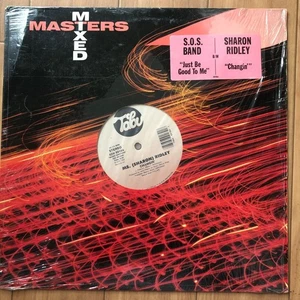 MASTERS
MIXED
S.O.S.
BAND
"Just Be
Good To Me"
B/W
SHARON
RIDLEY
"Changin'"
Tabu
MS. (SHARON) RIDLEY